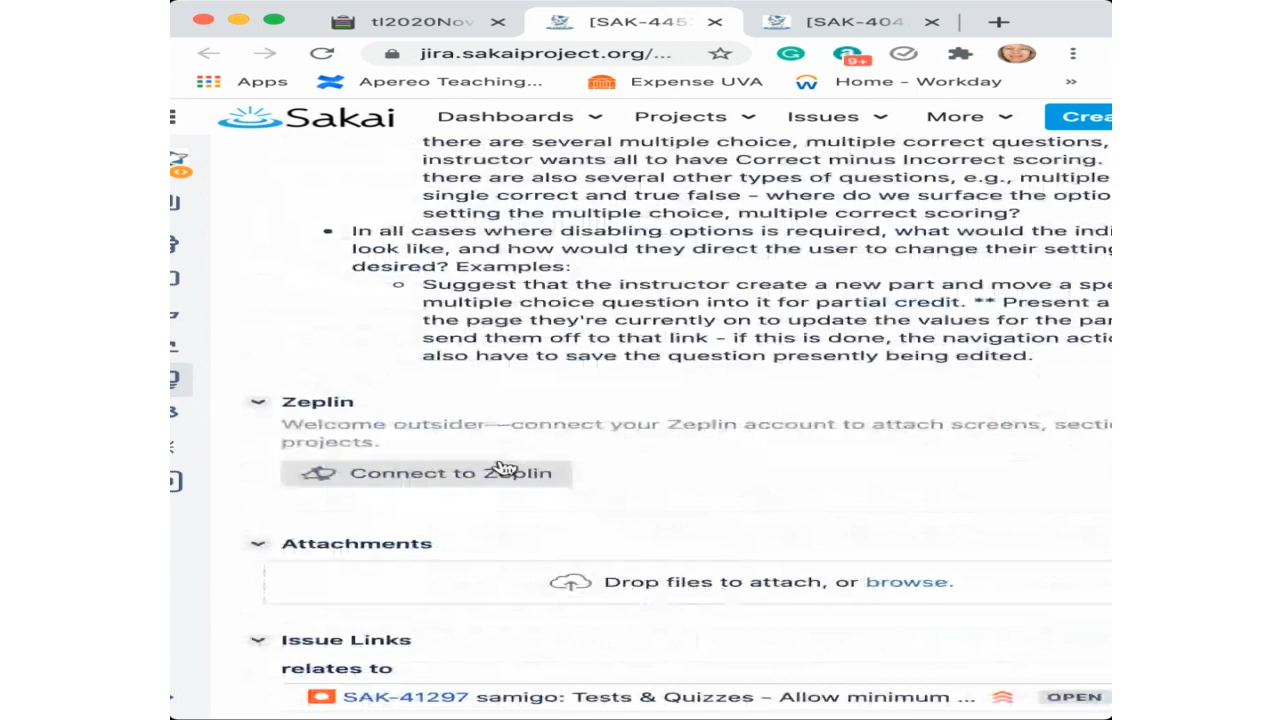 tl2020Nov
[SAK-445
[SAK-404
jira.sakaiproject.org/...
9+
Apps
Apereo Teaching...
Expense UVA
Home - Workday
»
Sakai
Dashboards
Projects
Issues
More
Crea
there are several multiple choice, multiple correct questions,
instructor wants all to have Correct minus Incorrect scoring.
there are also several other types of questions, e.g., multiple
single correct and true false – where do we surface the optio
setting the multiple choice, multiple correct scoring?
• In all cases where disabling options is required, what would the indi
look like, and how would they direct the user to change their setting
desired? Examples:
○ Suggest that the instructor create a new part and move a spe
multiple choice question into it for partial credit. ** Present a
the page they're currently on to update the values for the par
send them off to that link – if this is done, the navigation actio
also have to save the question presently being edited.
Zeplin
Welcome outsider—connect your Zeplin account to attach screens, secti
projects.
Connect to Zeplin
Attachments
Drop files to attach, or browse.
Issue Links
relates to
SAK-41297 samigo: Tests & Quizzes – Allow minimum ...
OPEN